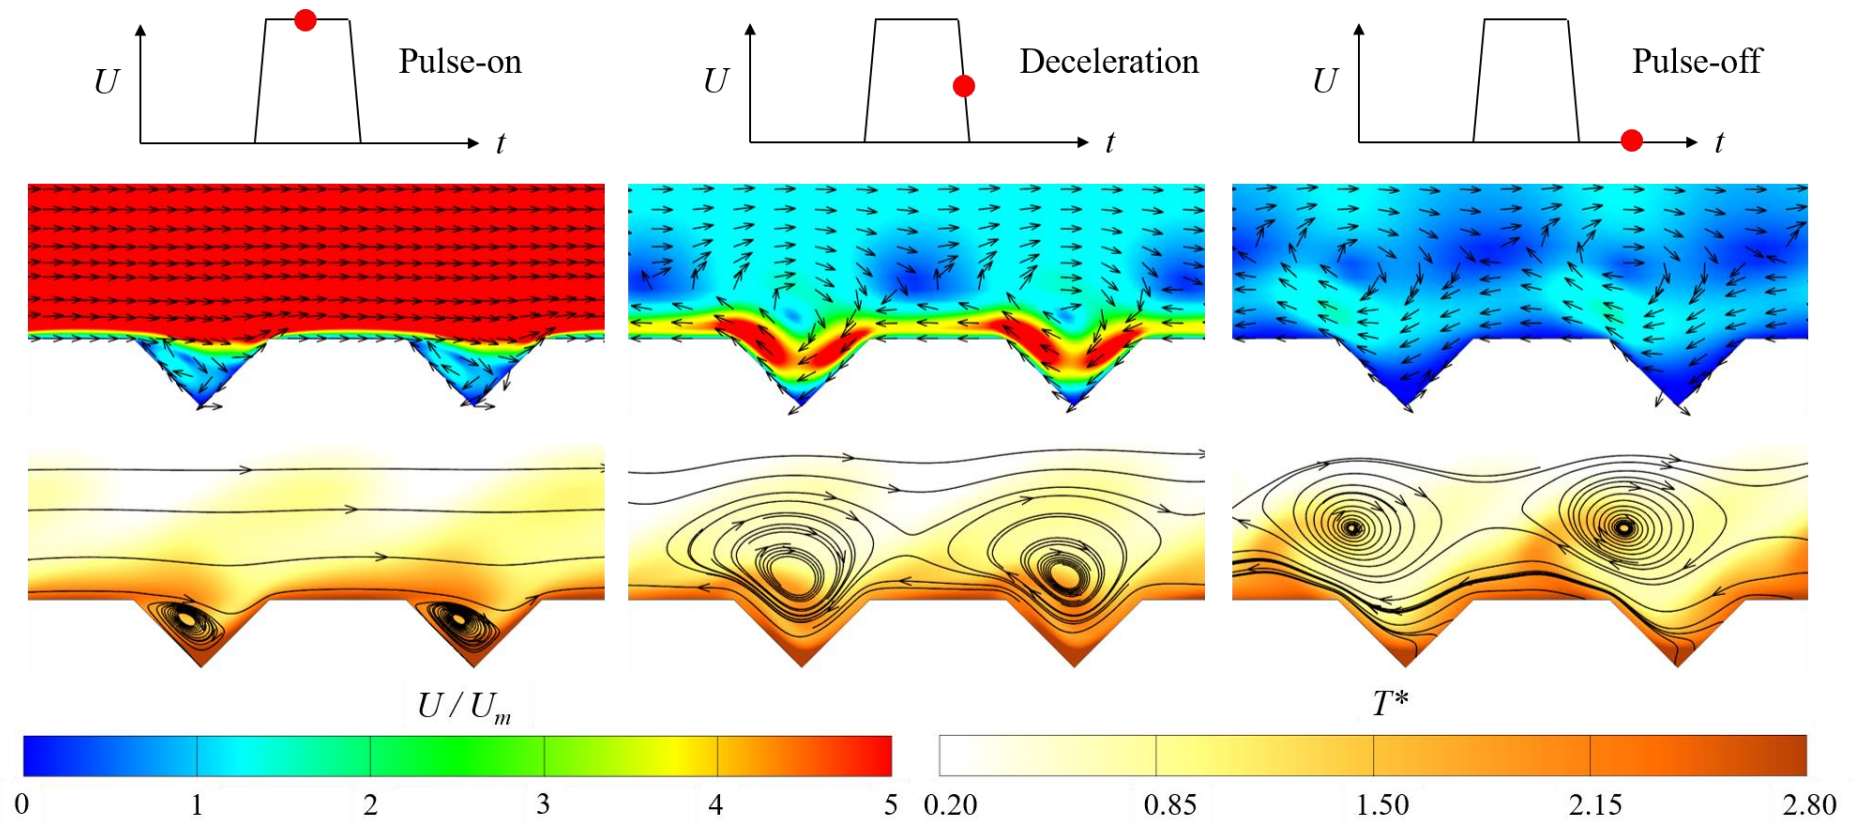 Pulse-on
U
t
Deceleration
U
t
Pulse-off
U
t
U / Um
T*
0 1 2 3 4 5
0.20 0.85 1.50 2.15 2.80